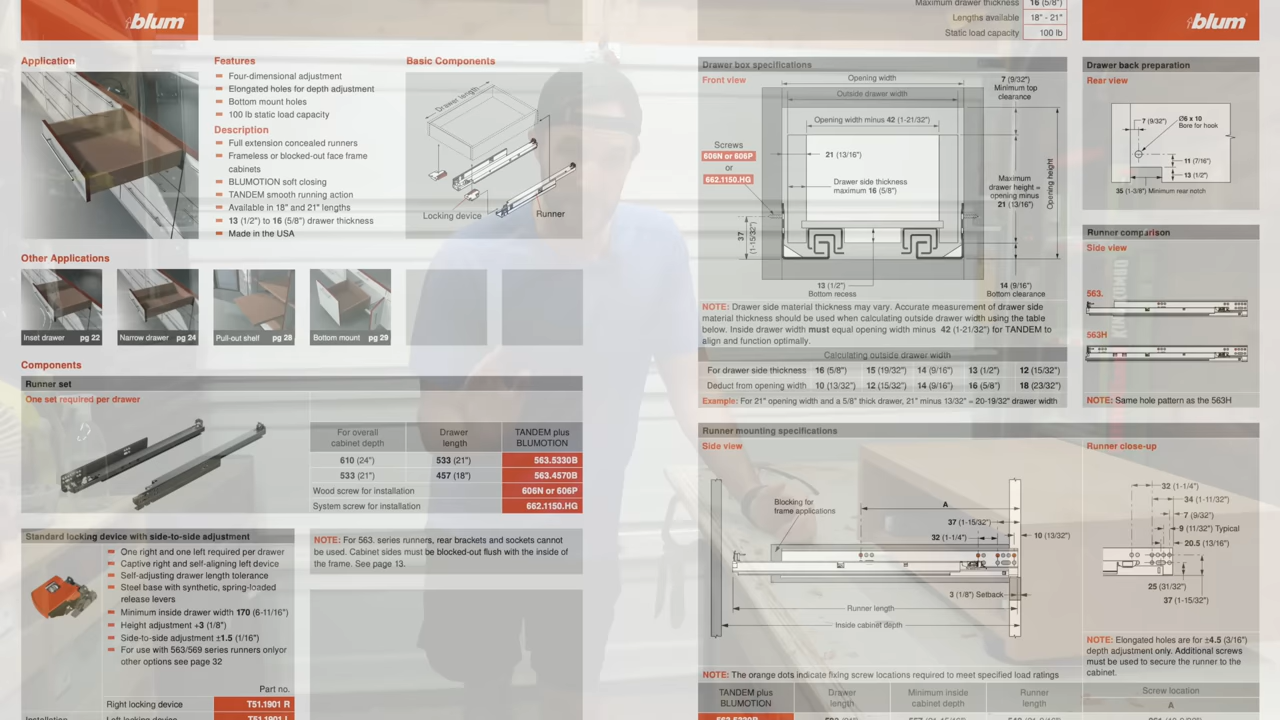 blum
Application
Features
Four-dimensional adjustment
Elongated holes for depth adjustment
Bottom mount holes
100 lb static load capacity
Description
Full extension concealed runners
Frameless or blocked-out face frame
cabinets
BLUMOTION soft closing
TANDEM smooth running action
Available in 18" and 21" lengths
13 (1/2") to 16 (5/8") drawer thickness
Made in the USA
Basic Components
Drawer length
Locking device
Runner
Other Applications
Inset drawer pg 22
Narrow drawer pg 24
Pull-out shelf pg 28
Bottom mount pg 29
Components
Runner set
One set required per drawer
For overall
cabinet depth
Drawer
length
TANDEM plus
BLUMOTION
610 (24") 533 (21") 563.5330B
533 (21") 457 (18") 563.4570B
Wood screw for installation 606N or 606P
System screw for installation 662.1150.HG
Standard locking device with side-to-side adjustment
One right and one left required per drawer
Captive right and self-aligning left device
Self-adjusting drawer length tolerance
Steel base with synthetic, spring-loaded
release levers
Minimum inside drawer width 170 (6-11/16")
Height adjustment +3 (1/8")
Side-to-side adjustment ±1.5 (1/16")
For use with 563/569 series runners onlyor
other options see page 32
Part no.
Right locking device T51.1901 R
Installation Left locking device T51.1901 L
NOTE: For 563. series runners, rear brackets and sockets cannot
be used. Cabinet sides must be blocked-out flush with the inside of
the frame. See page 13.
Maximum drawer thickness 16 (5/8")
Lengths available 18" - 21"
Static load capacity 100 lb
Drawer box specifications
Front view
Opening width
Outside drawer width
Opening width minus 42 (1-21/32")
7 (9/32")
Minimum top
clearance
Screws
606N or 606P
or
662.1150.HG
21 (13/16")
Drawer side thickness
maximum 16 (5/8")
Maximum
drawer height =
opening minus
21 (13/16")
Opening height
37
(1-15/32")
13 (1/2")
Bottom recess
14 (9/16")
Bottom clearance
NOTE: Drawer side material thickness may vary. Accurate measurement of drawer side
material thickness should be used when calculating outside drawer width using the table
below. Inside drawer width must equal opening width minus 42 (1-21/32") for TANDEM to
align and function optimally.
Calculating outside drawer width
For drawer side thickness 16 (5/8") 15 (19/32") 14 (9/16") 13 (1/2") 12 (15/32")
Deduct from opening width 10 (13/32") 12 (15/32") 14 (9/16") 16 (5/8") 18 (23/32")
Example: For 21" opening width and a 5/8" thick drawer, 21" minus 13/32" = 20-19/32" drawer width
blum
Drawer back preparation
Rear view
7 (9/32")
Ø6 x 10
Bore for hook
11 (7/16")
13 (1/2")
35 (1-3/8") Minimum rear notch
Runner comparison
Side view
563.
563H
NOTE: Same hole pattern as the 563H
Runner mounting specifications
Side view
Blocking for
frame applications
A
37 (1-15/32")
32 (1-1/4")
10 (13/32")
3 (1/8") Setback
Runner length
Inside cabinet depth
NOTE: The orange dots indicate fixing screw locations required to meet specified load ratings
Runner close-up
32 (1-1/4")
34 (1-11/32")
7 (9/32")
9 (11/32") Typical
20.5 (13/16")
25 (31/32")
37 (1-15/32")
NOTE: Elongated holes are for ±4.5 (3/16")
depth adjustment only. Additional screws
must be used to secure the runner to the
cabinet.
TANDEM plus
BLUMOTION
Drawer
length
Minimum inside
cabinet depth
Runner
length
Screw location
A